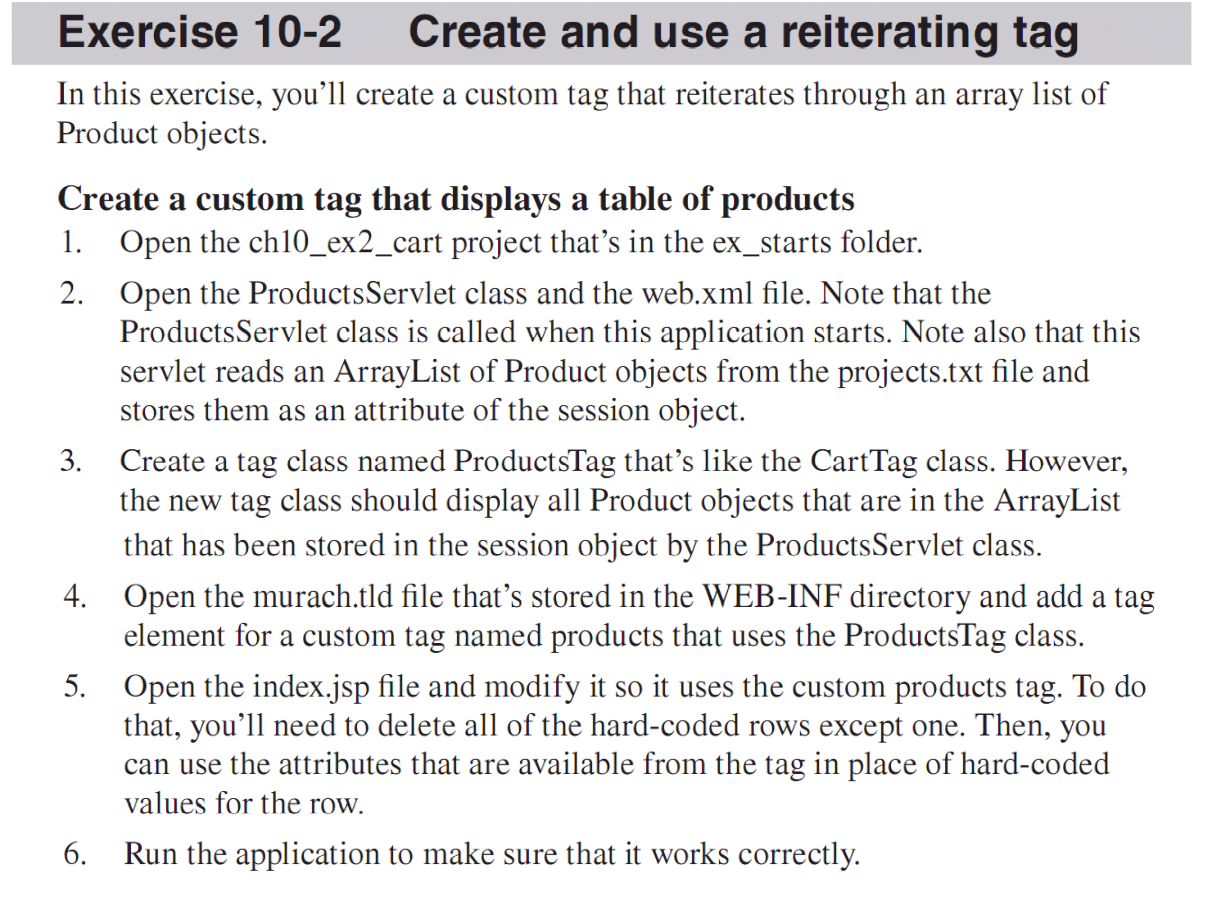 Exercise 10-2 Create and use a reiterating tag
In this exercise, you’ll create a custom tag that reiterates through an array list of
Product objects.
Create a custom tag that displays a table of products
1. Open the ch10_ex2_cart project that’s in the ex_starts folder.
2. Open the ProductsServlet class and the web.xml file. Note that the
ProductsServlet class is called when this application starts. Note also that this
servlet reads an ArrayList of Product objects from the projects.txt file and
stores them as an attribute of the session object.
3. Create a tag class named ProductsTag that’s like the CartTag class. However,
the new tag class should display all Product objects that are in the ArrayList
that has been stored in the session object by the ProductsServlet class.
4. Open the murach.tld file that’s stored in the WEB-INF directory and add a tag
element for a custom tag named products that uses the ProductsTag class.
5. Open the index.jsp file and modify it so it uses the custom products tag. To do
that, you’ll need to delete all of the hard-coded rows except one. Then, you
can use the attributes that are available from the tag in place of hard-coded
values for the row.
6. Run the application to make sure that it works correctly.